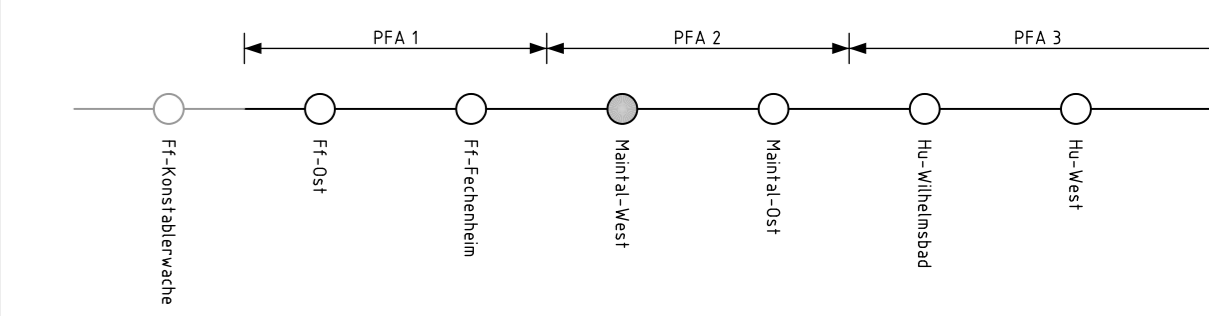 PFA 1
PFA 2
PFA 3
Ff-Konstablerwache
Ff-Ost
Ff-Fechenheim
Maintal-West
Maintal-Ost
Hu-Wilhelmsbad
Hu-West